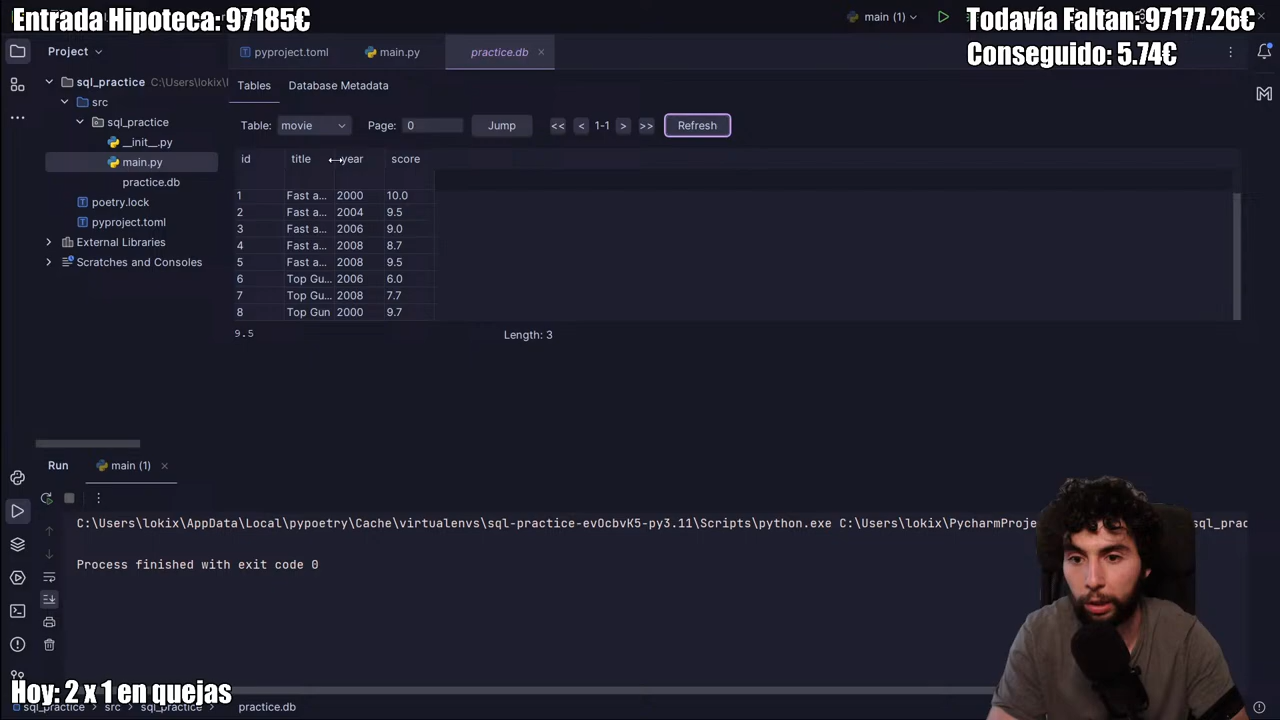 Entrada Hipoteca: 97185€
main (1)
Todavía Faltan: 97177.26€
Conseguido: 5.74€
Project
pyproject.toml
main.py
practice.db
sql_practice C:\Users\lokix\
src
sql_practice
__init__.py
main.py
practice.db
poetry.lock
pyproject.toml
External Libraries
Scratches and Consoles
Tables
Database Metadata
Table: movie
Page: 0
Jump
<< < 1-1 > >>
Refresh
id title year score
1 Fast a... 2000 10.0
2 Fast a... 2004 9.5
3 Fast a... 2006 9.0
4 Fast a... 2008 8.7
5 Fast a... 2008 9.5
6 Top Gu... 2006 6.0
7 Top Gu... 2008 7.7
8 Top Gun 2000 9.7
9.5
Length: 3
Run
main (1)
C:\Users\lokix\AppData\Local\pypoetry\Cache\virtualenvs\sql-practice-evOcbvK5-py3.11\Scripts\python.exe C:\Users\lokix\PycharmProje sql_prac
Process finished with exit code 0
Hoy: 2 x 1 en quejas
sql_practice > src > sql_practice > practice.db